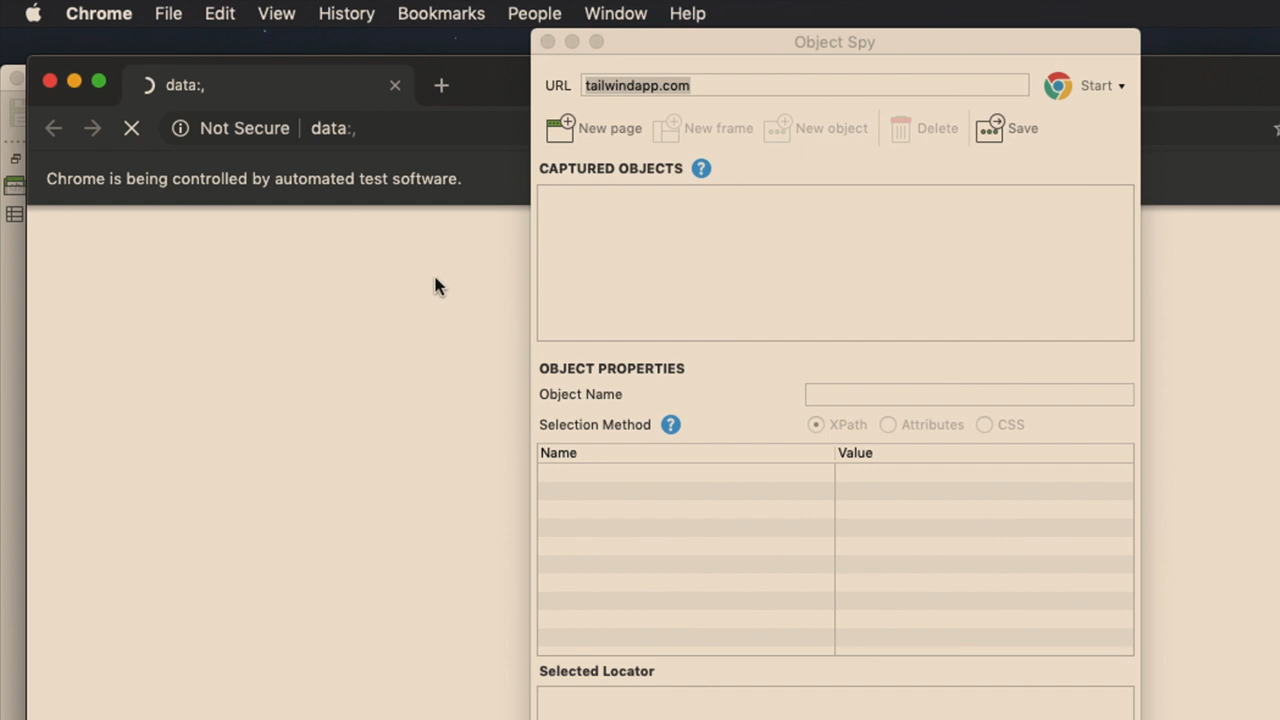 Chrome File Edit View History Bookmarks People Window Help
Object Spy
data:,
URL tailwindapp.com Start
Not Secure data:,
New page New frame New object Delete Save
CAPTURED OBJECTS ?
Chrome is being controlled by automated test software.
OBJECT PROPERTIES
Object Name
Selection Method ? XPath Attributes CSS
Name Value
Selected Locator